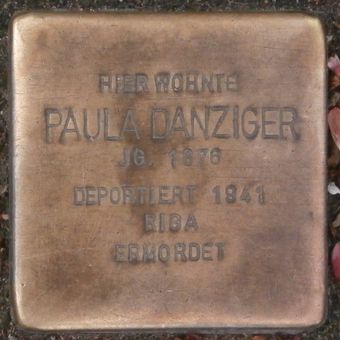 HIER WOHNTE
PAULA DANZIGER
JG. 1876
DEPORTIERT 1941
RIGA
ERMORDET